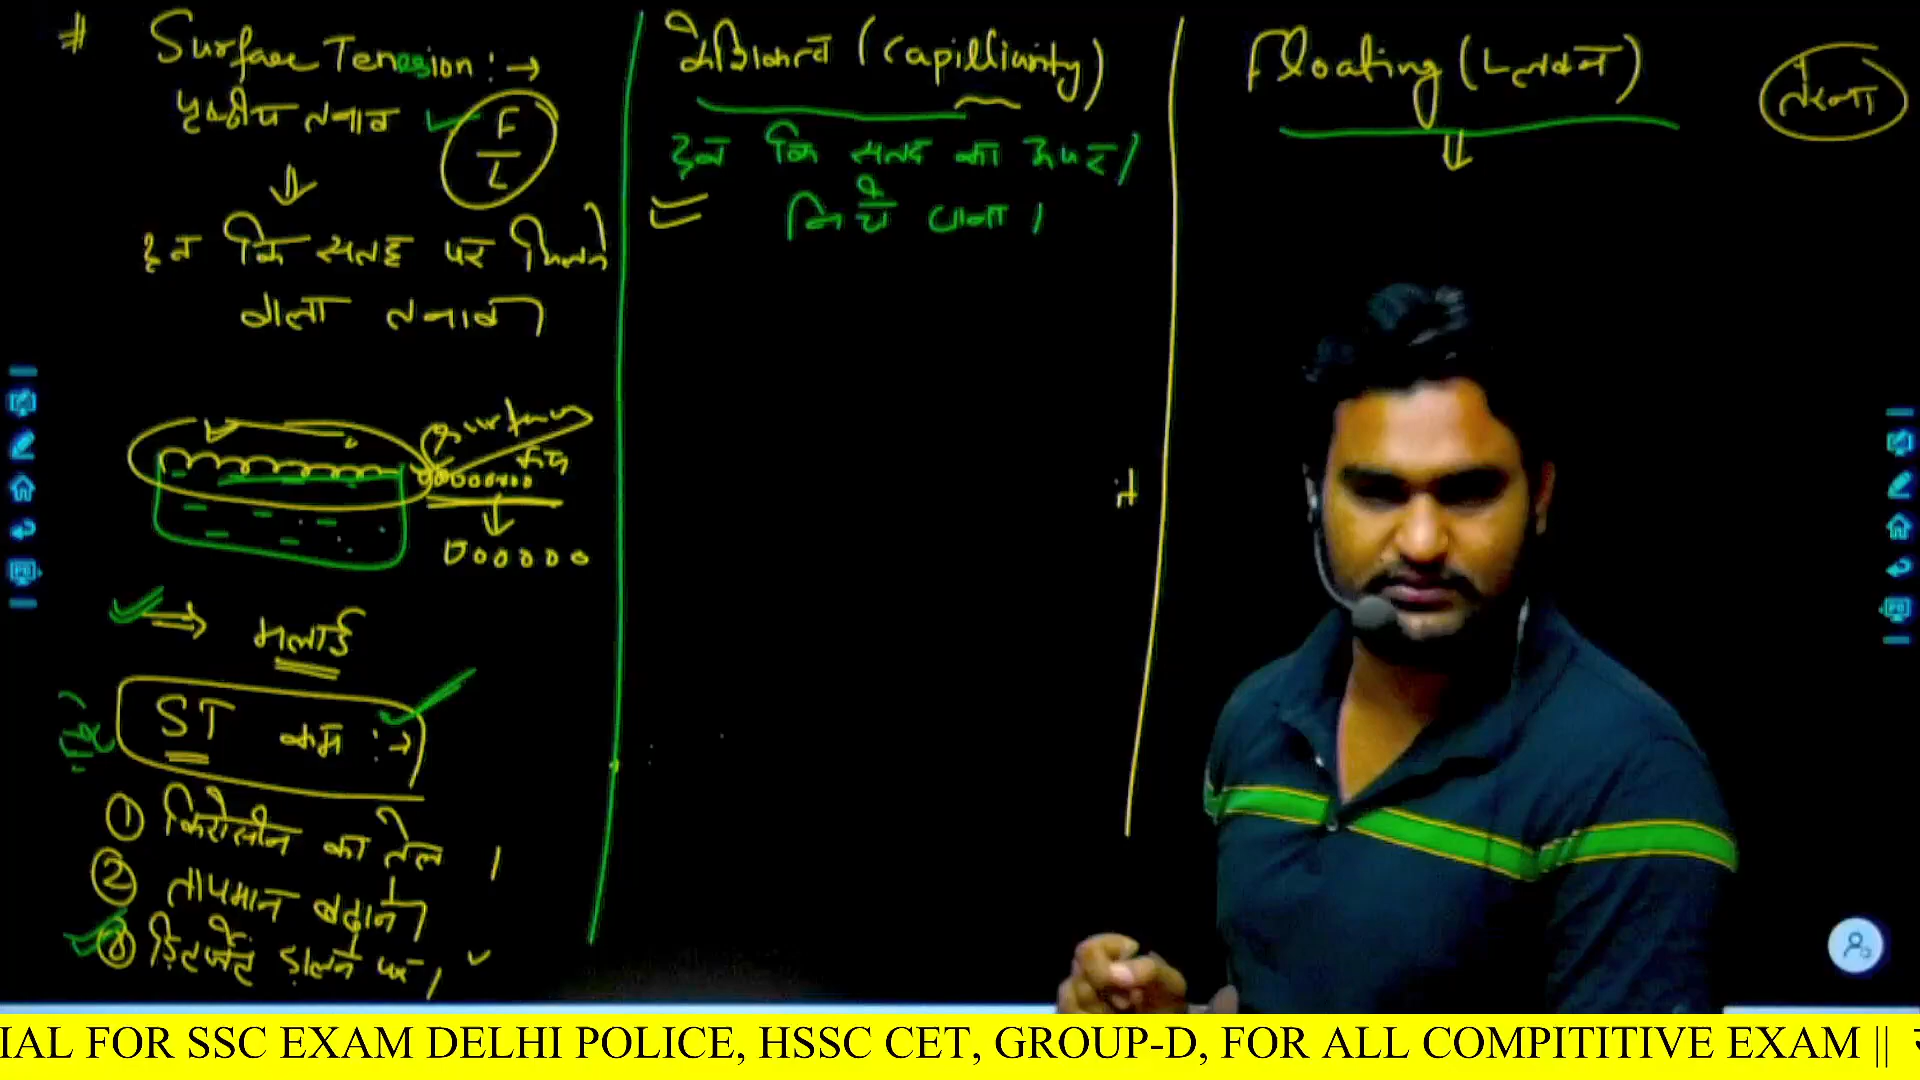 # Surface Tension :→
पृष्ठीय तनाव
F
L
द्रव कि सतह पर मिलने
वाला तनाव
Surface
मलाई
ST कम :→
① किरोसीन का तेल ।
② तापमान बढ़ाने
③ डिटर्जेंट डालने पर ।
केशिकत्व (Capilliarity)
द्रव कि सतह का ऊपर/
निचे जाना ।
Floating (प्लवन)
तैरना
IAL FOR SSC EXAM DELHI POLICE, HSSC CET, GROUP-D, FOR ALL COMPITITIVE EXAM ||